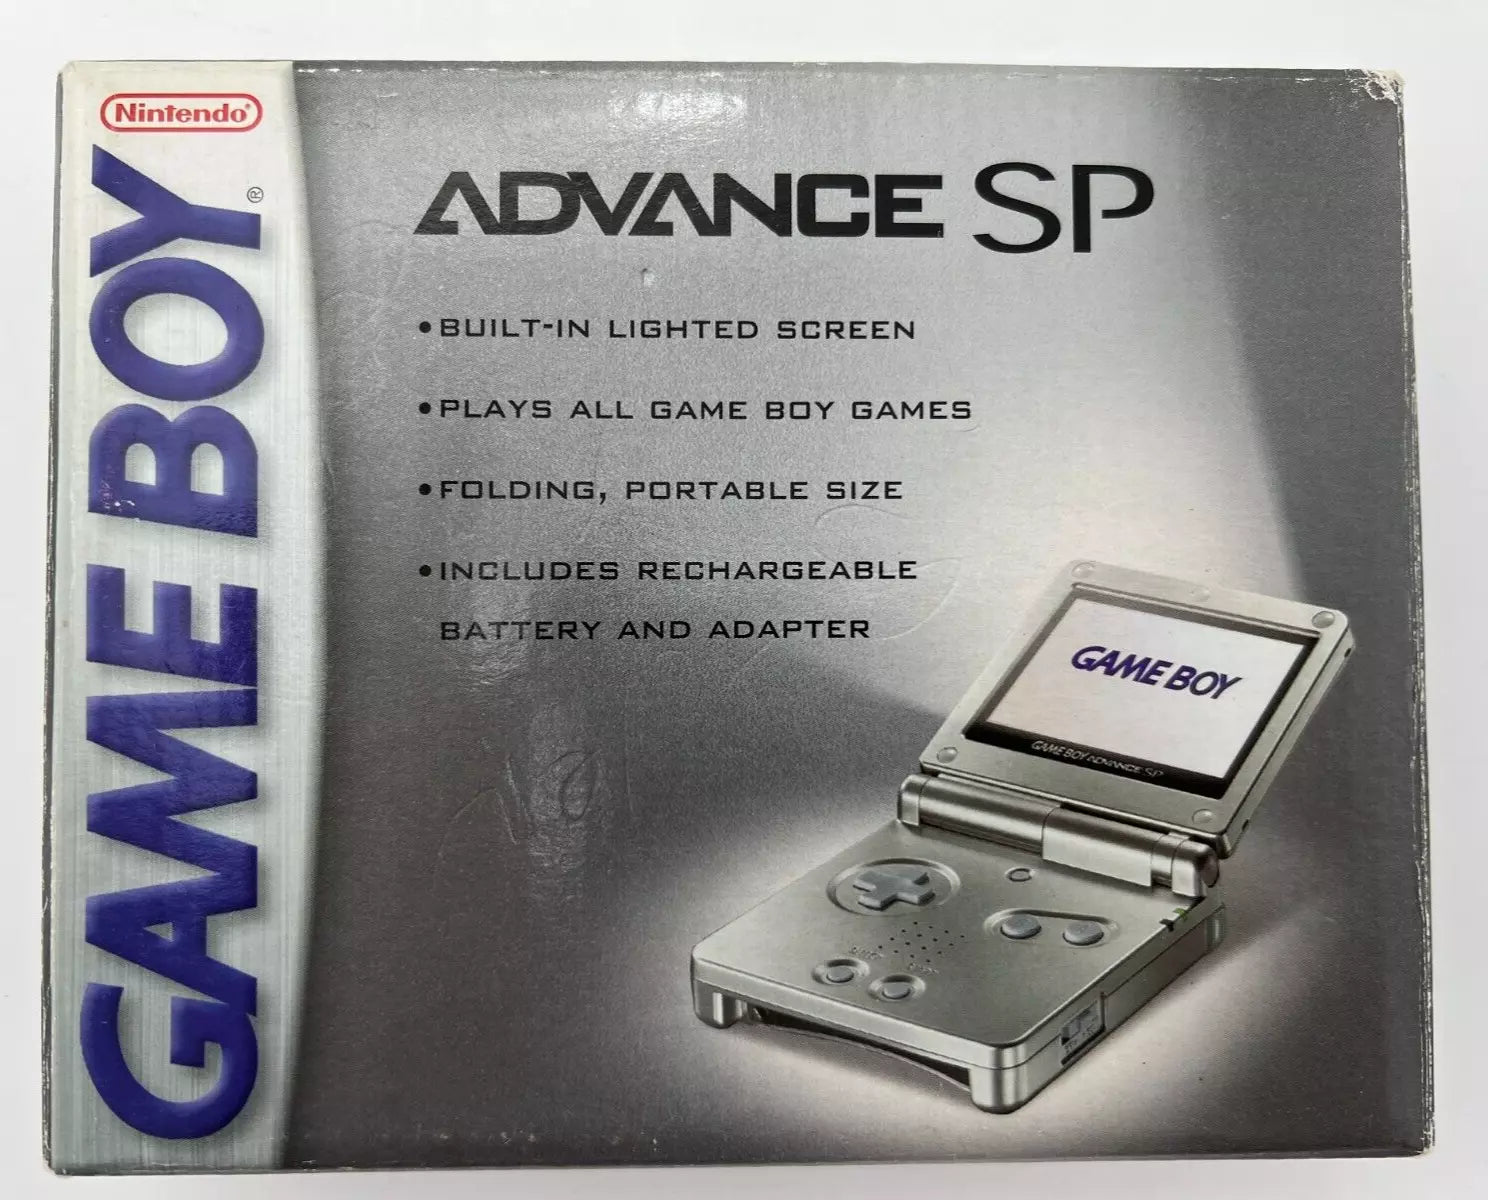 Nintendo®
GAME BOY®
ADVANCE SP
•BUILT-IN LIGHTED SCREEN
•PLAYS ALL GAME BOY GAMES
•FOLDING, PORTABLE SIZE
•INCLUDES RECHARGEABLE
BATTERY AND ADAPTER
GAME BOY
GAME BOY ADVANCE SP